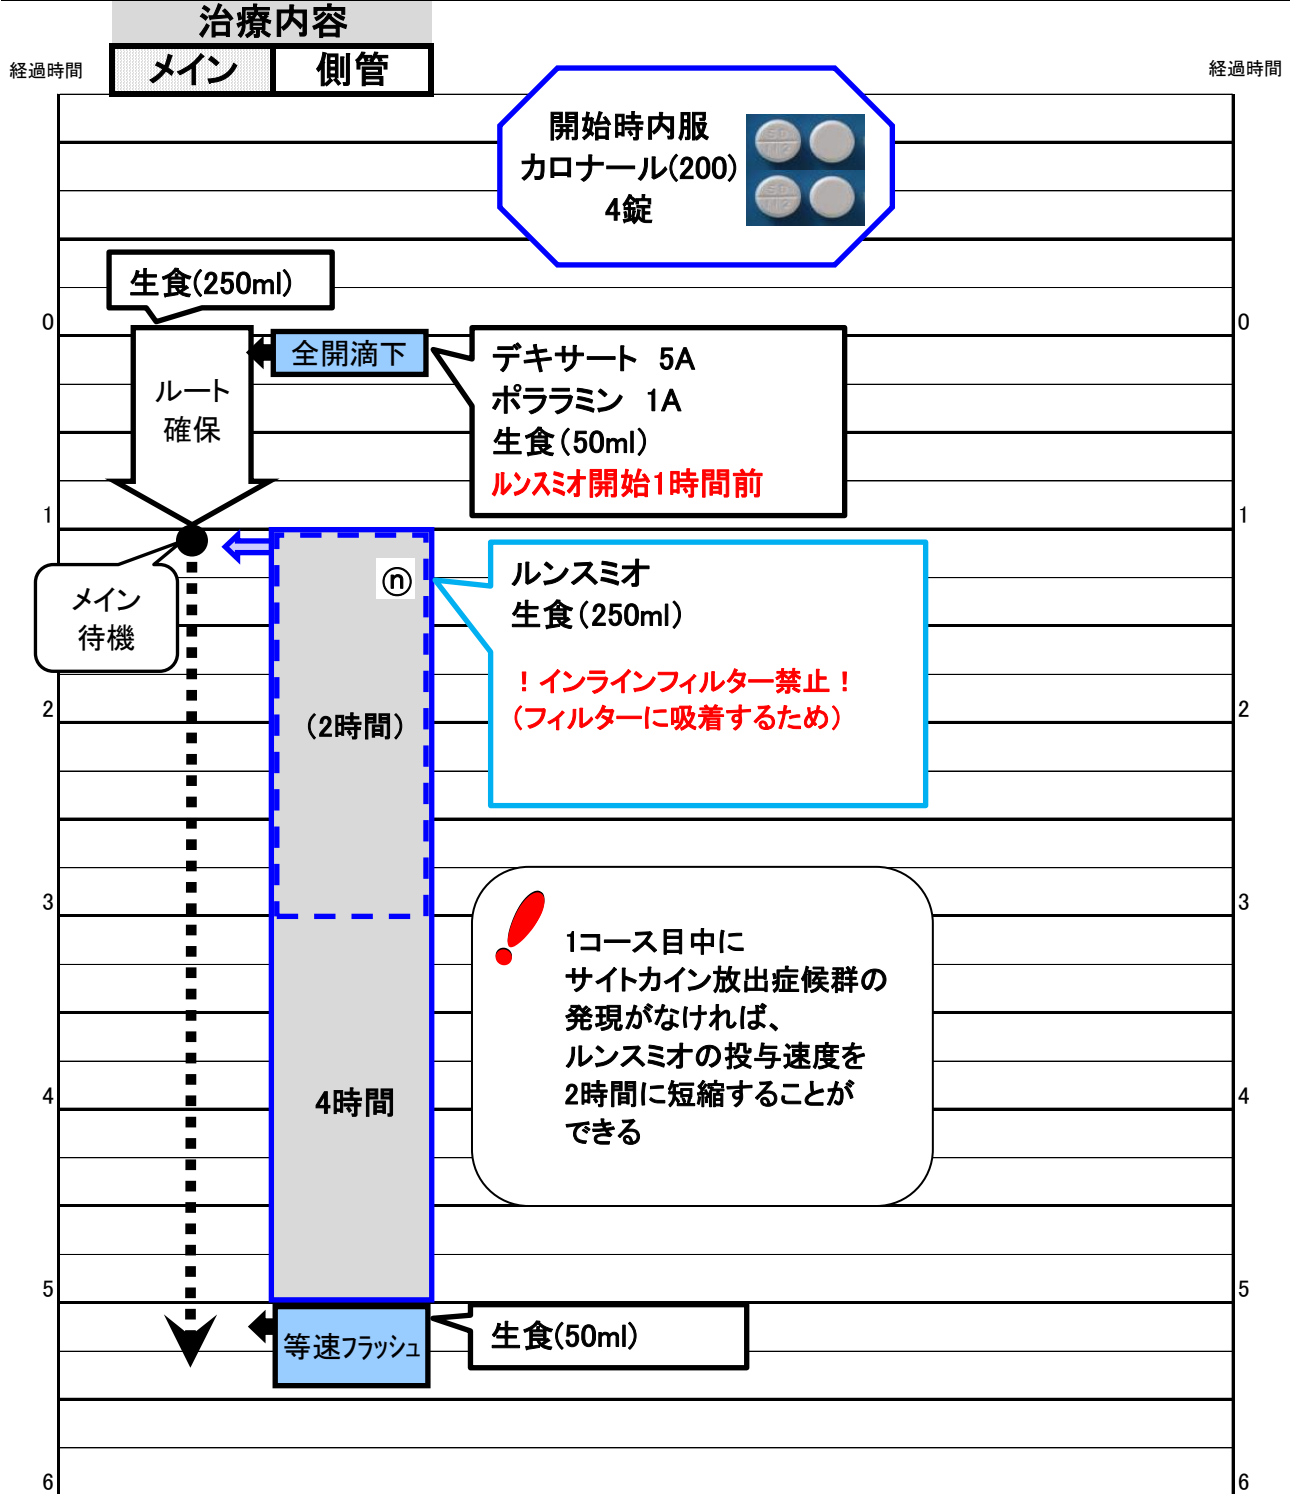 治療内容
メイン 側管
経過時間 経過時間
開始時内服
カロナール(200)
4錠
生食(250ml)
0 0
全開滴下
ルート
確保
デキサート 5A
ポララミン 1A
生食(50ml)
ルンスミオ開始1時間前
1 1
メイン
待機
ⓝ
ルンスミオ
生食(250ml)
！インラインフィルター禁止！
(フィルターに吸着するため)
2 2
(2時間)
3 3
1コース目中に
サイトカイン放出症候群の
発現がなければ、
ルンスミオの投与速度を
2時間に短縮することが
できる
4 4
4時間
5 5
等速フラッシュ
生食(50ml)
6 6